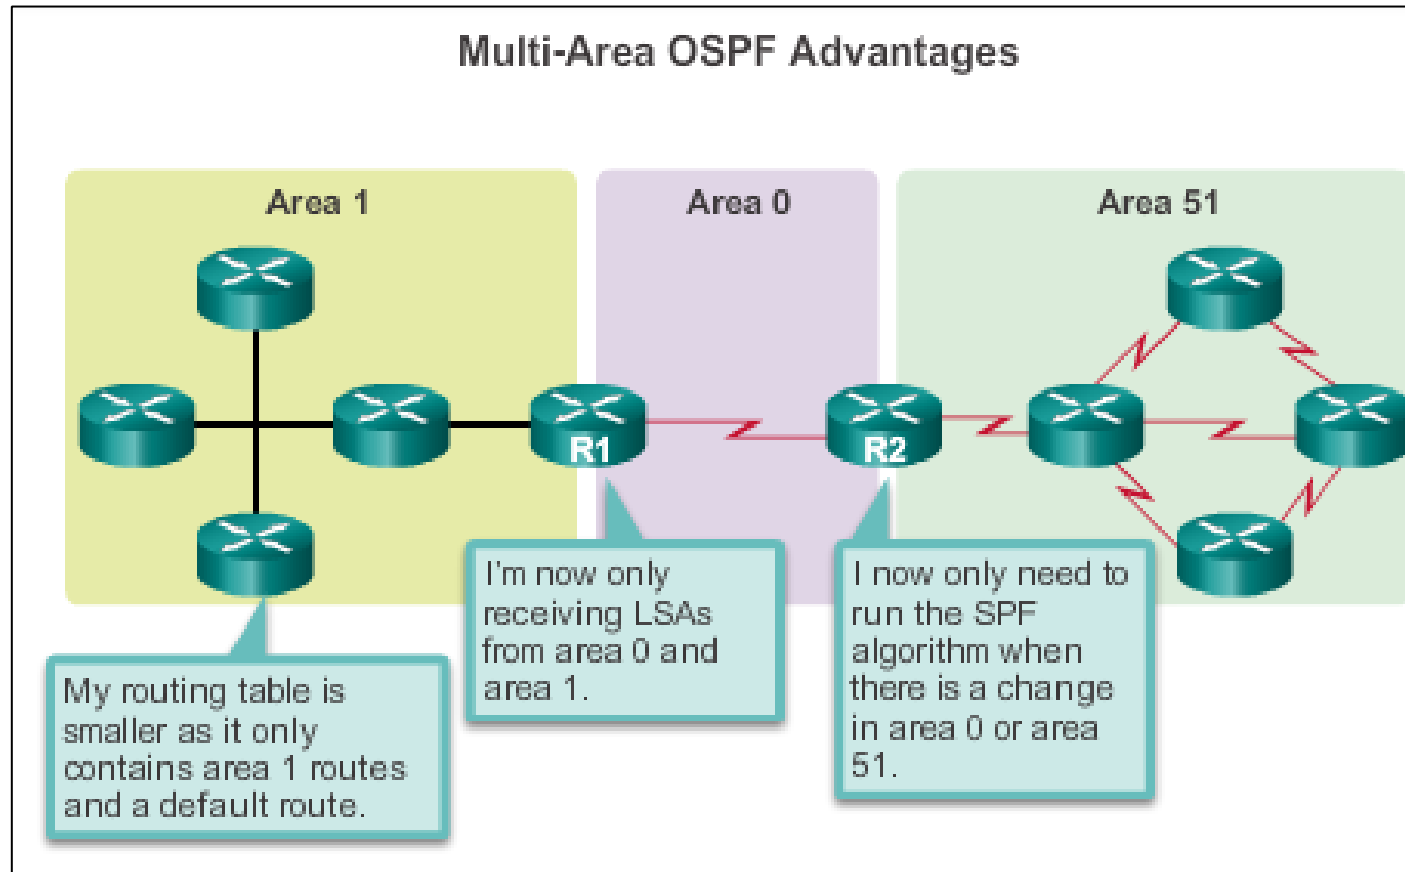 Multi-Area OSPF Advantages
Area 1
Area 0
Area 51
R1
R2
I'm now only
receiving LSAs
from area 0 and
area 1.
I now only need to
run the SPF
algorithm when
there is a change
in area 0 or area
51.
My routing table is
smaller as it only
contains area 1 routes
and a default route.